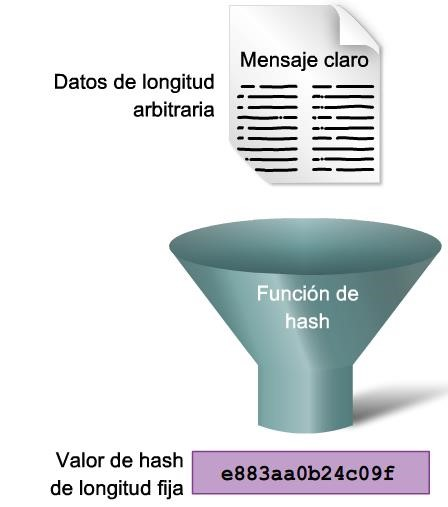 Mensaje claro
Datos de longitud
arbitraria
Función de
hash
Valor de hash
de longitud fija
e883aa0b24c09f